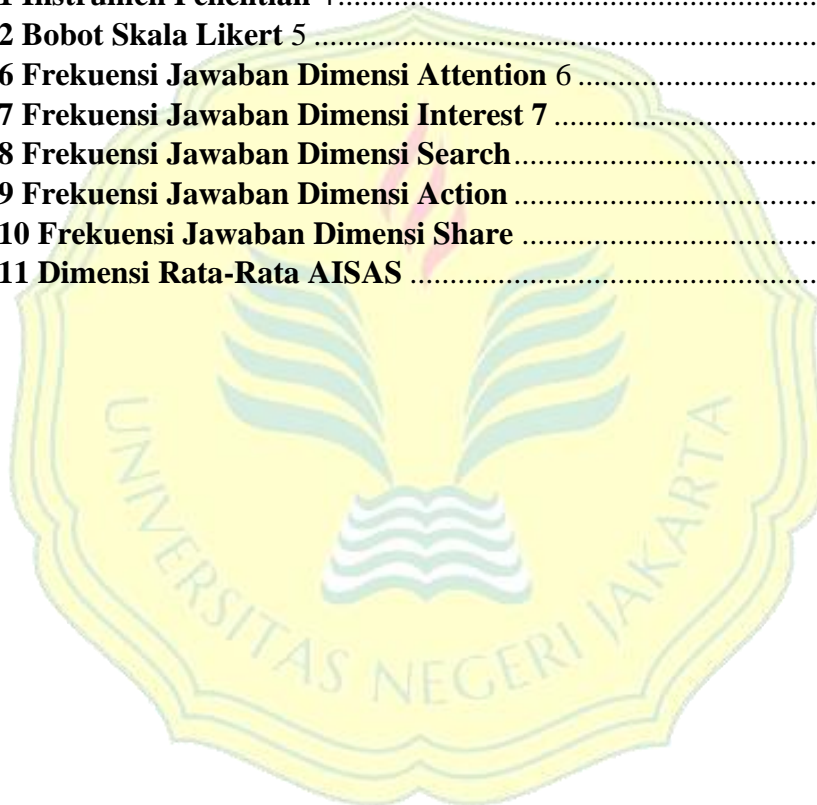 2 Bobot Skala Likert 5 ........................................................................
6 Frekuensi Jawaban Dimensi Attention 6 ...................................
7 Frekuensi Jawaban Dimensi Interest 7 ......................................
8 Frekuensi Jawaban Dimensi Search ............................................
9 Frekuensi Jawaban Dimensi Action ............................................
10 Frekuensi Jawaban Dimensi Share ...........................................
11 Dimensi Rata-Rata AISAS ...........................................................
UNIVERSITAS NEGERI JAKARTA